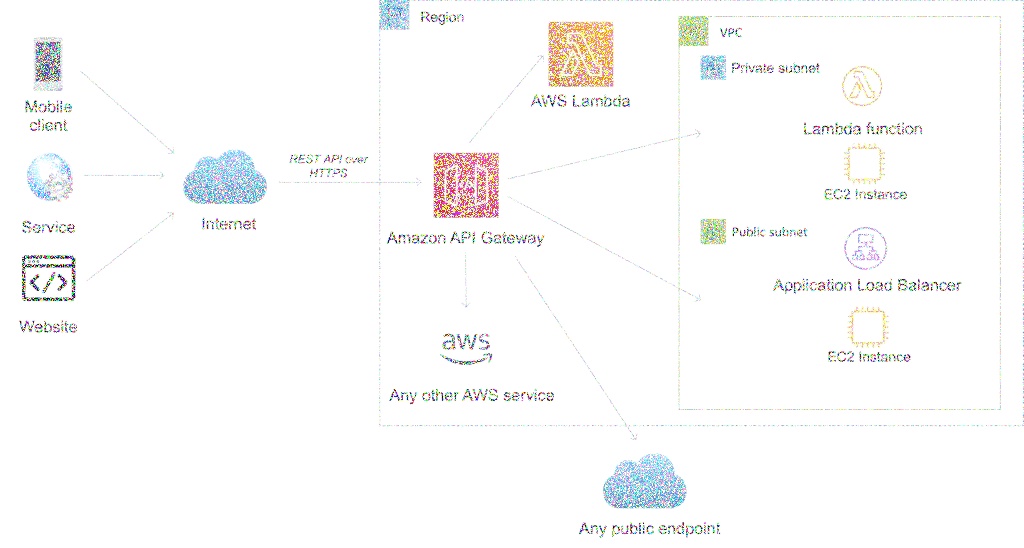 Region
VPC
Private subnet
Mobile
client
AWS Lambda
Lambda function
REST API over
HTTPS
EC2 Instance
Service
Internet
Amazon API Gateway
Public subnet
</>
Application Load Balancer
Website
aws
EC2 Instance
Any other AWS service
Any public endpoint